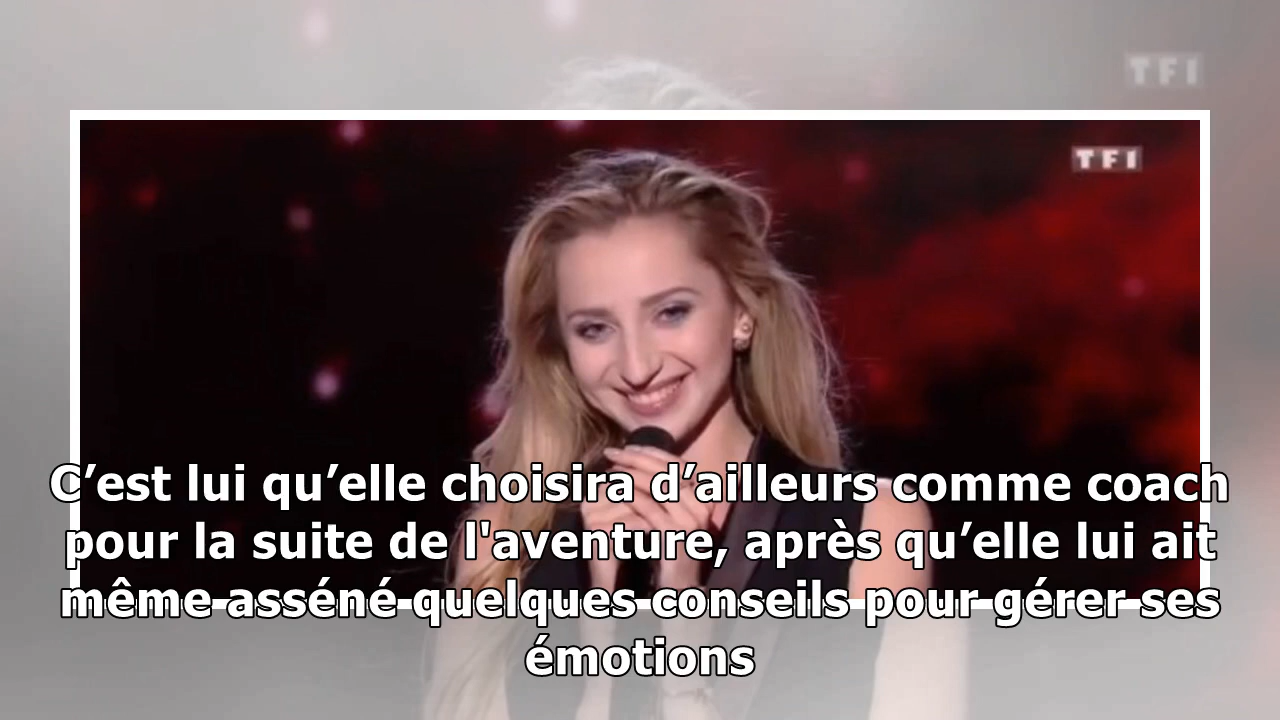 TF1
TF1
C’est lui qu’elle choisira d’ailleurs comme coach
pour la suite de l'aventure, après qu’elle lui ait
même asséné quelques conseils pour gérer ses
émotions